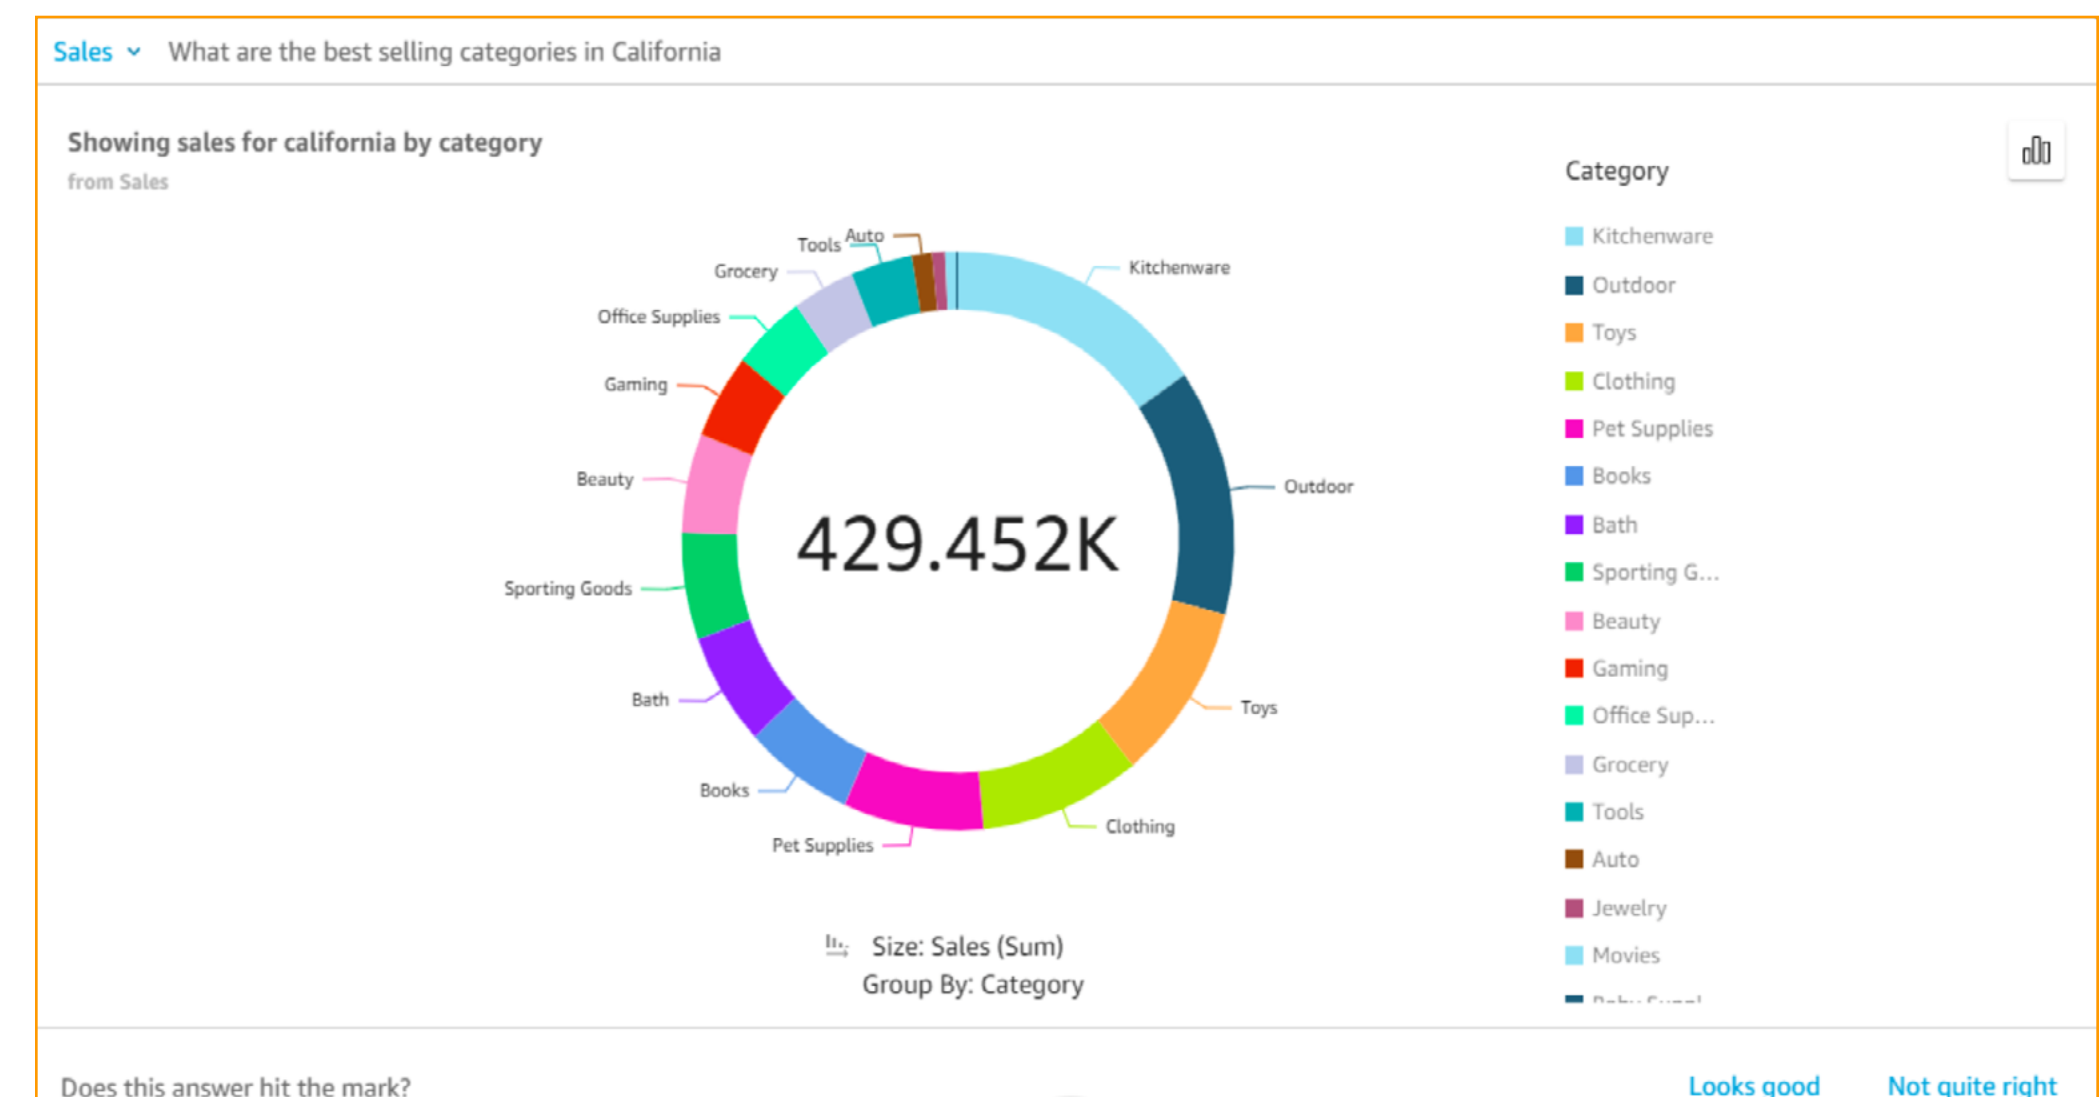 Sales What are the best selling categories in California
Showing sales for california by category
from Sales
Auto
Tools
Grocery
Kitchenware
Office Supplies
Gaming
Beauty
Outdoor
429.452K
Sporting Goods
Bath
Toys
Books
Clothing
Pet Supplies
Size: Sales (Sum)
Group By: Category
Category
Kitchenware
Outdoor
Toys
Clothing
Pet Supplies
Books
Bath
Sporting G...
Beauty
Gaming
Office Sup...
Grocery
Tools
Auto
Jewelry
Movies
Does this answer hit the mark?
Looks good Not quite right